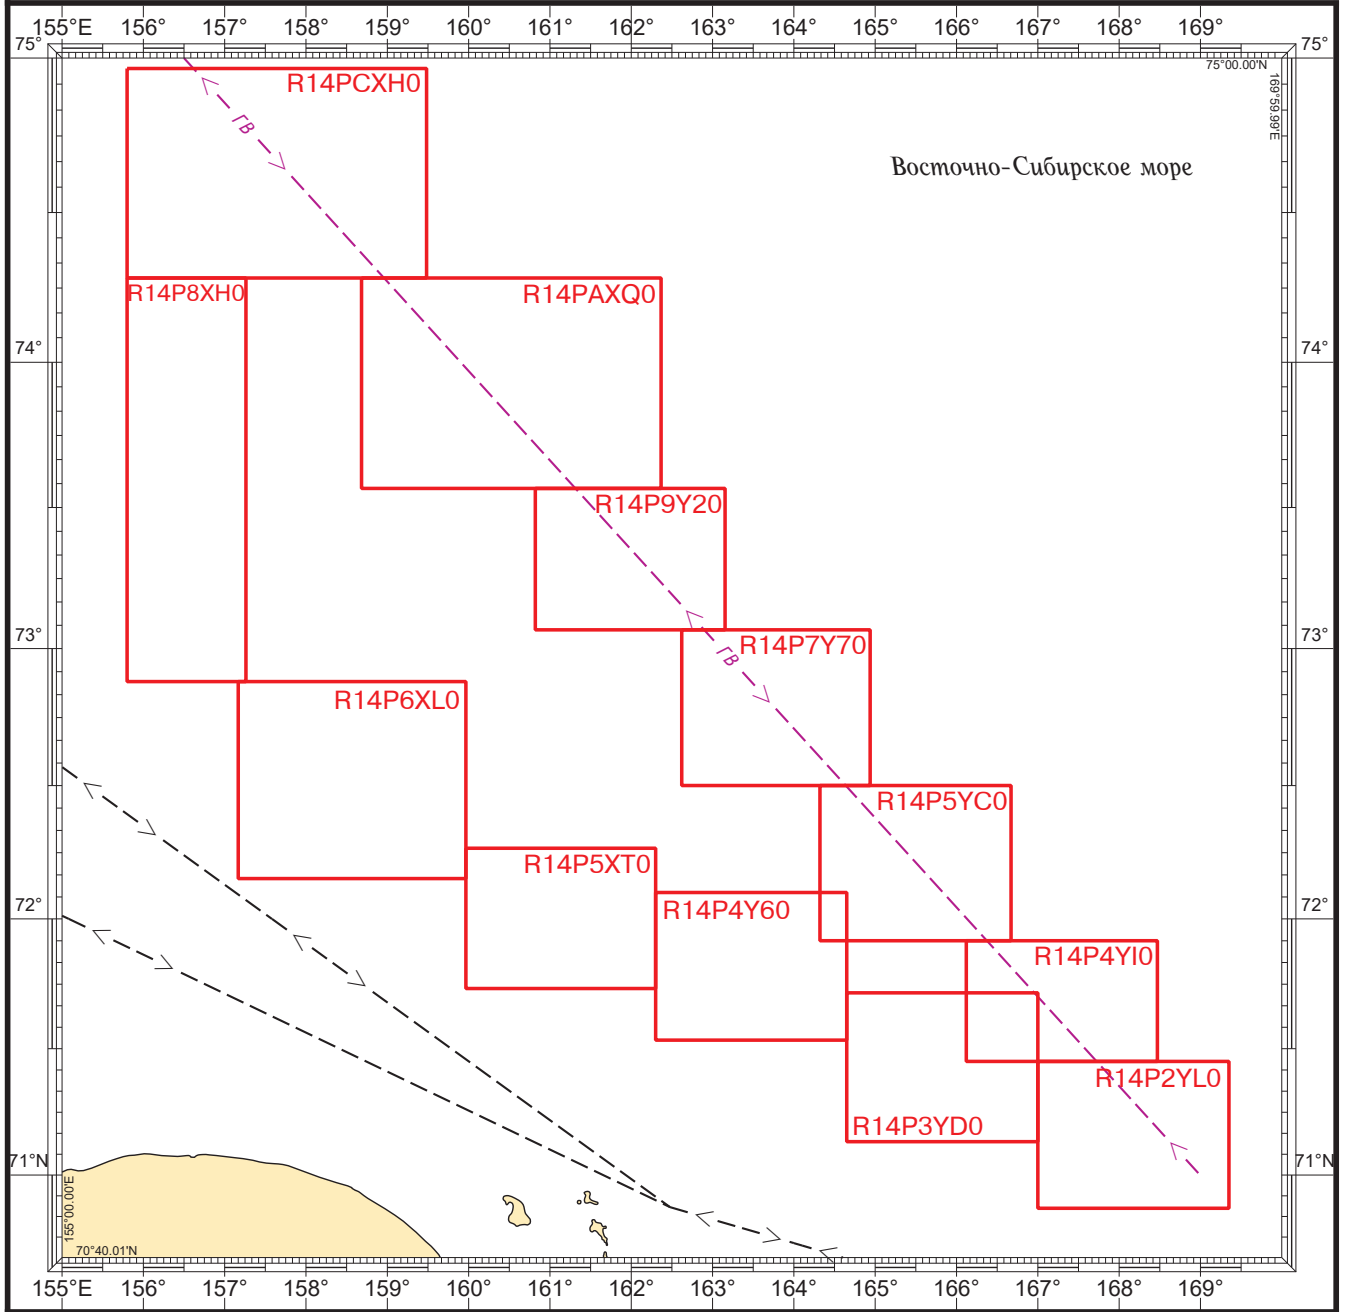 155°E 156° 157° 158° 159° 160° 161° 162° 163° 164° 165° 166° 167° 168° 169°
75° 75°
75°00.00'N
169°59.99'E
R14PCXH0
ГВ
Восточно-Сибирское море
R14P8XH0 R14PAXQ0
74° 74°
R14P9Y20
73° 73°
R14P7Y70
ГВ
R14P6XL0
R14P5YC0
R14P5XT0
R14P4Y60
72° 72°
R14P4YI0
R14P2YL0
R14P3YD0
71°N 71°N
155°00.00'E
70°40.01'N
155°E 156° 157° 158° 159° 160° 161° 162° 163° 164° 165° 166° 167° 168° 169°